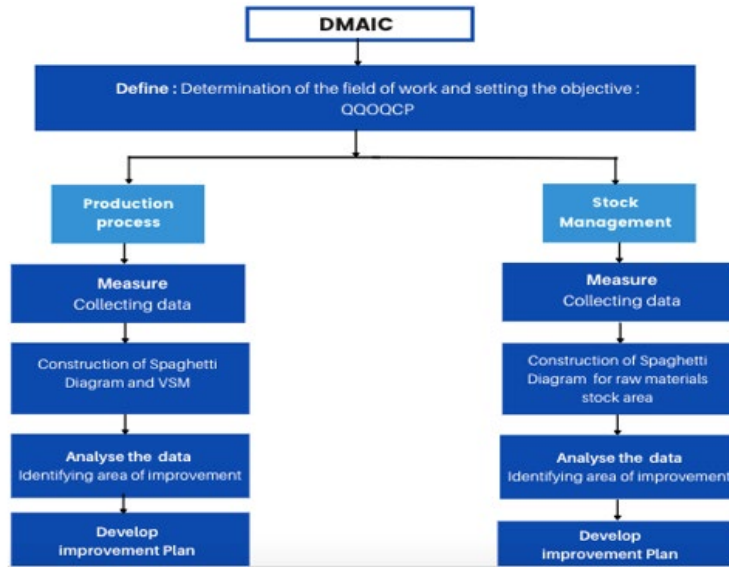 DMAIC
Define : Determination of the field of work and setting the objective :
QQOQCP
Production
process
Measure
Collecting data
Construction of Spaghetti
Diagram and VSM
Analyse the data
Identifying area of improvement
Develop
improvement Plan
Stock
Management
Measure
Collecting data
Construction of Spaghetti
Diagram for raw materials
stock area
Analyse the data
Identifying area of improvement
Develop
improvement Plan